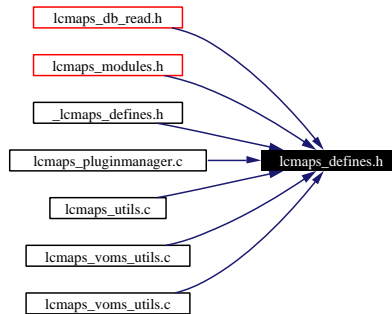 lcmaps_db_read.h
lcmaps_modules.h
_lcmaps_defines.h
lcmaps_pluginmanager.c
lcmaps_defines.h
lcmaps_utils.c
lcmaps_voms_utils.c
lcmaps_voms_utils.c